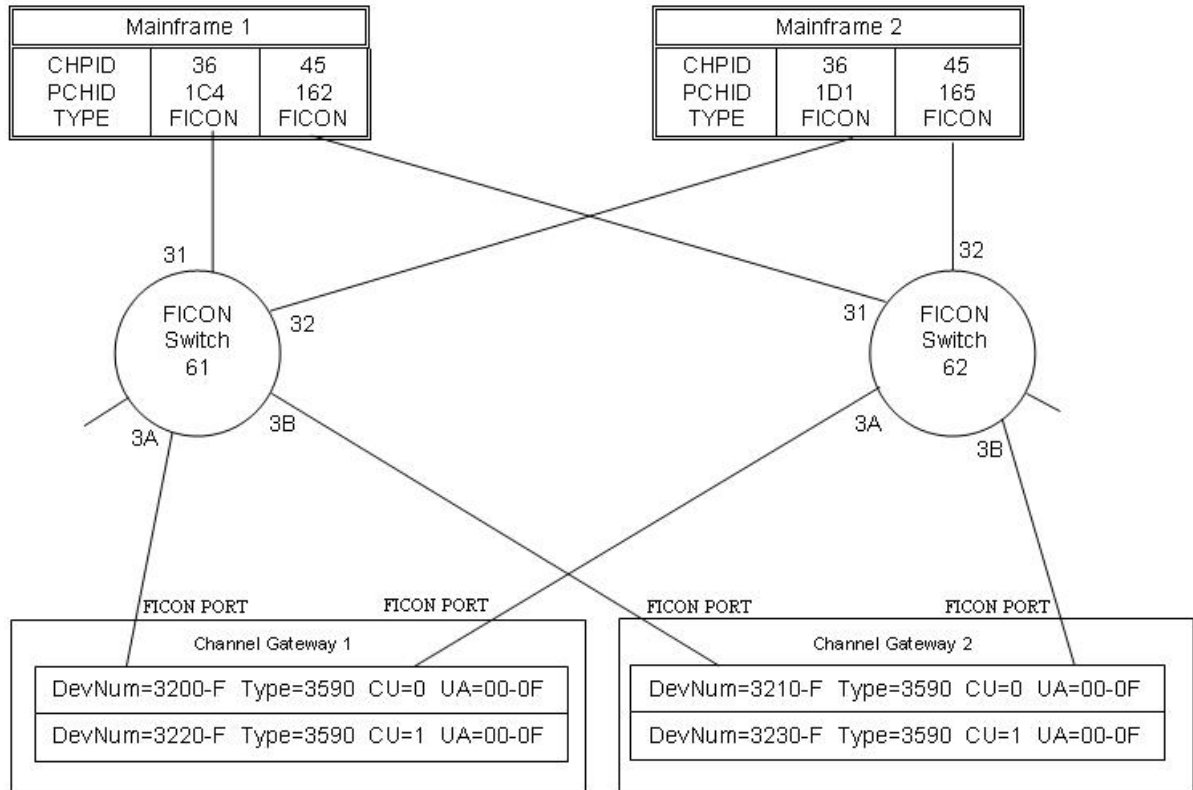 Mainframe 1
CHPID 36 45
PCHID 1C4 162
TYPE FICON FICON
Mainframe 2
CHPID 36 45
PCHID 1D1 165
TYPE FICON FICON
31
32
FICON
Switch
61
32
31
FICON
Switch
62
3A
3B
3A
3B
FICON PORT
FICON PORT
FICON PORT
FICON PORT
Channel Gateway 1
DevNum=3200-F Type=3590 CU=0 UA=00-0F
DevNum=3220-F Type=3590 CU=1 UA=00-0F
Channel Gateway 2
DevNum=3210-F Type=3590 CU=0 UA=00-0F
DevNum=3230-F Type=3590 CU=1 UA=00-0F